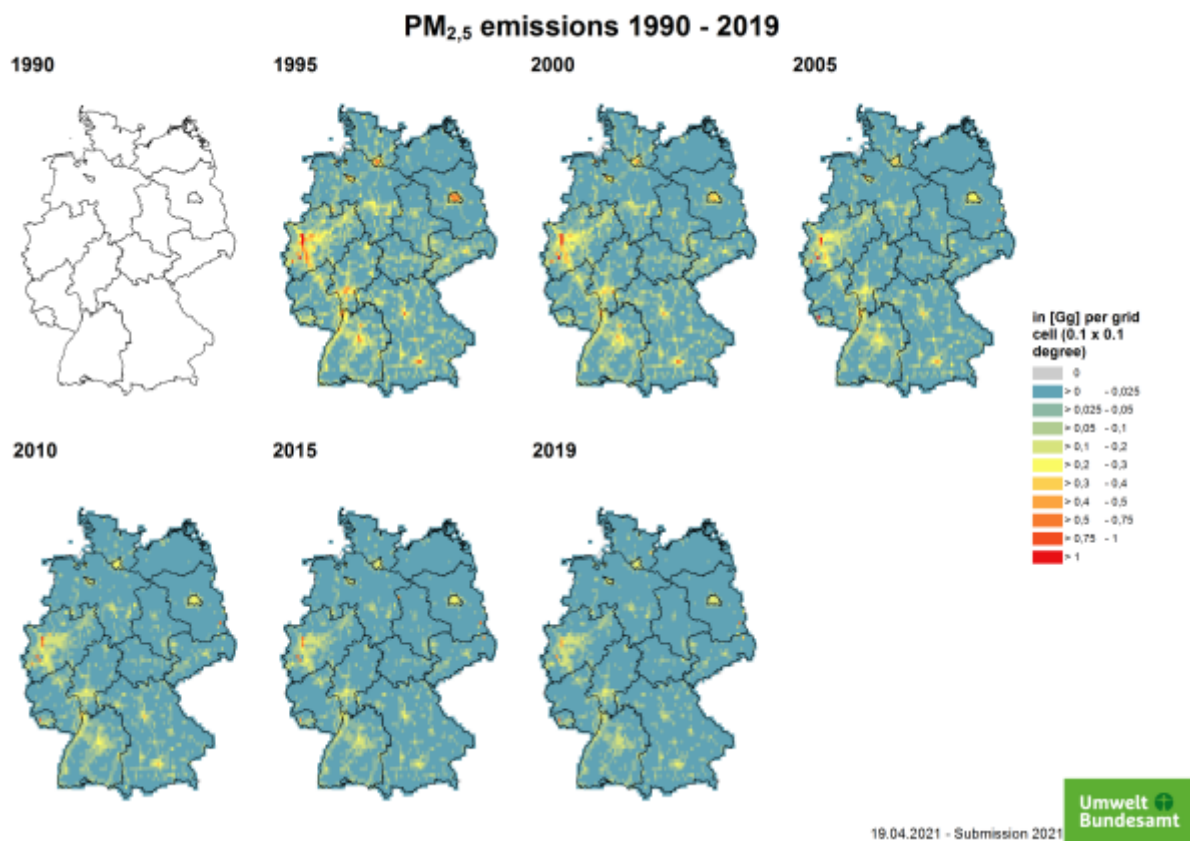 PM2,5 emissions 1990 - 2019
1990
1995
2000
2005
2010
2015
2019
in [Gg] per grid
cell (0.1 x 0.1
degree)
0
> 0 - 0,025
> 0,025 - 0,05
> 0,05 - 0,1
> 0,1 - 0,2
> 0,2 - 0,3
> 0,3 - 0,4
> 0,4 - 0,5
> 0,5 - 0,75
> 0,75 - 1
> 1
19.04.2021 - Submission 2021
Umwelt
Bundesamt